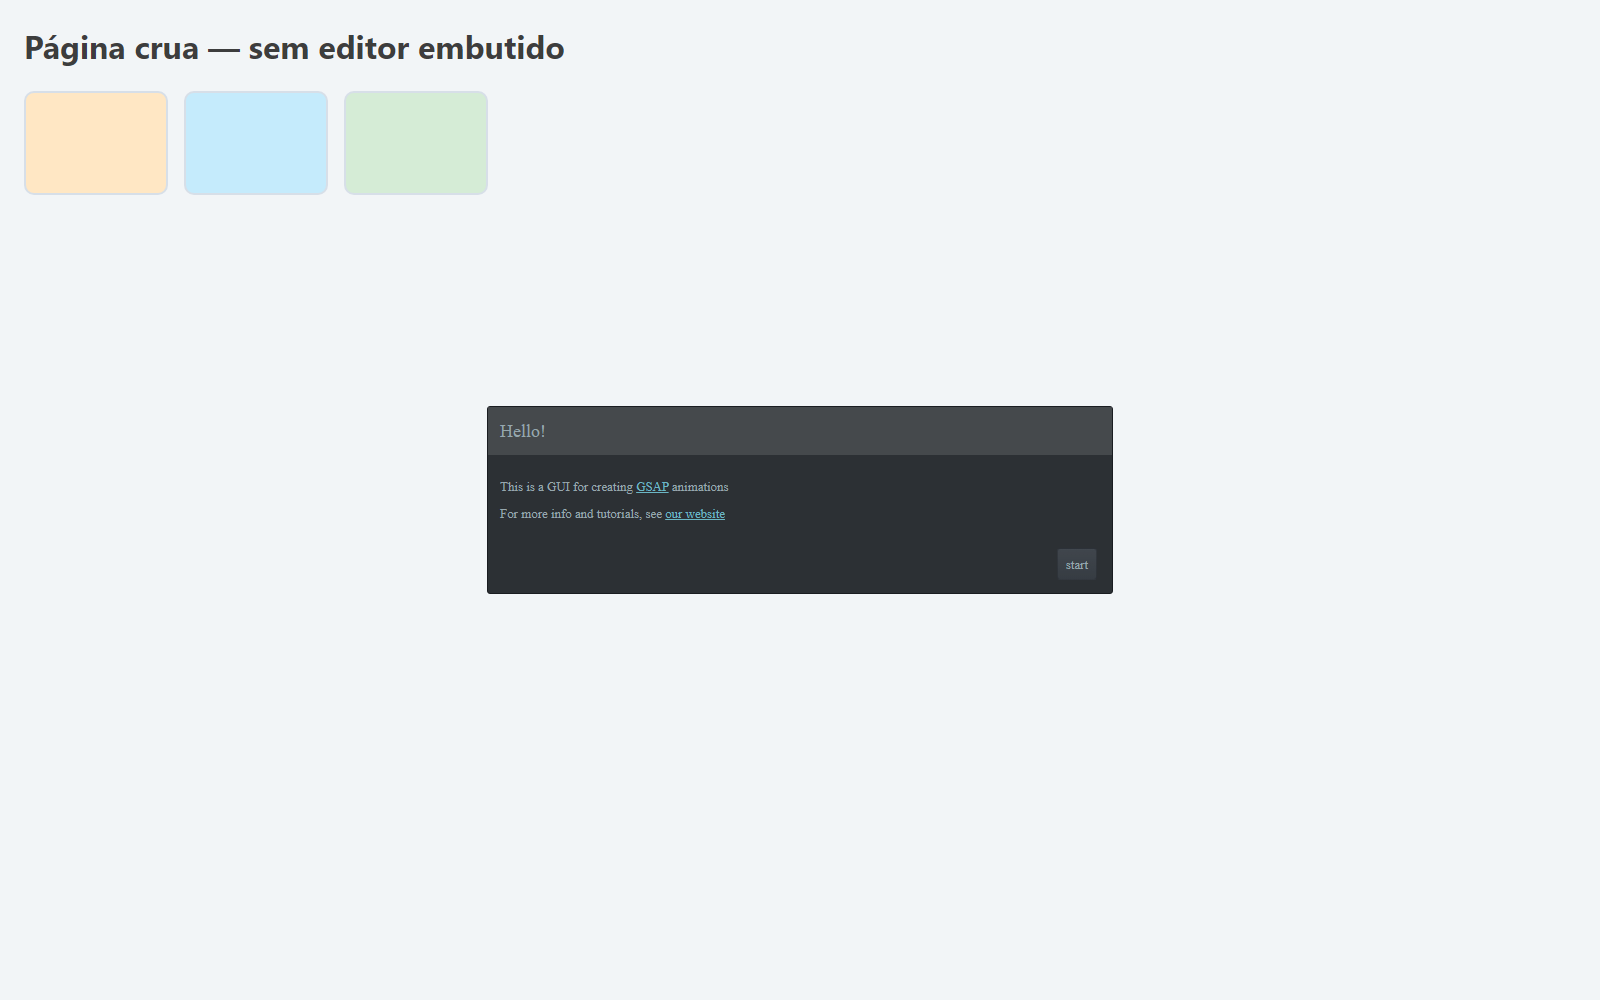 Página crua — sem editor embutido
Hello!
This is a GUI for creating GSAP animations
For more info and tutorials, see our website
start